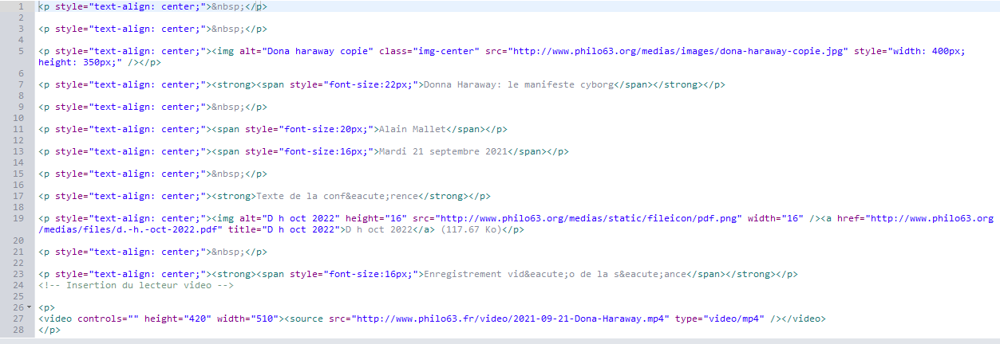 1 <p style="text-align: center;">&nbsp;</p>
2
3 <p style="text-align: center;">&nbsp;</p>
4
5 <p style="text-align: center;"><img alt="Dona haraway copie" class="img-center" src="http://www.philo63.org/medias/images/dona-haraway-copie.jpg" style="width: 400px;
height: 350px;" /></p>
6
7 <p style="text-align: center;"><strong><span style="font-size:22px;">Donna Haraway: le manifeste cyborg</span></strong></p>
8
9 <p style="text-align: center;">&nbsp;</p>
10
11 <p style="text-align: center;"><span style="font-size:20px;">Alain Mallet</span></p>
12
13 <p style="text-align: center;"><span style="font-size:16px;">Mardi 21 septembre 2021</span></p>
14
15 <p style="text-align: center;">&nbsp;</p>
16
17 <p style="text-align: center;"><strong>Texte de la conf&eacute;rence</strong></p>
18
19 <p style="text-align: center;"><img alt="D h oct 2022" height="16" src="http://www.philo63.org/medias/static/fileicon/pdf.png" width="16" /><a href="http://www.philo63.org
/medias/files/d.-h.-oct-2022.pdf" title="D h oct 2022">D h oct 2022</a> (117.67 Ko)</p>
20
21 <p style="text-align: center;">&nbsp;</p>
22
23 <p style="text-align: center;"><strong><span style="font-size:16px;">Enregistrement vid&eacute;o de la s&eacute;ance</span></strong></p>
24 <!-- Insertion du lecteur video -->
25
26 <p>
27 <video controls="" height="420" width="510"><source src="http://www.philo63.fr/video/2021-09-21-Dona-Haraway.mp4" type="video/mp4" /></video>
28 </p>